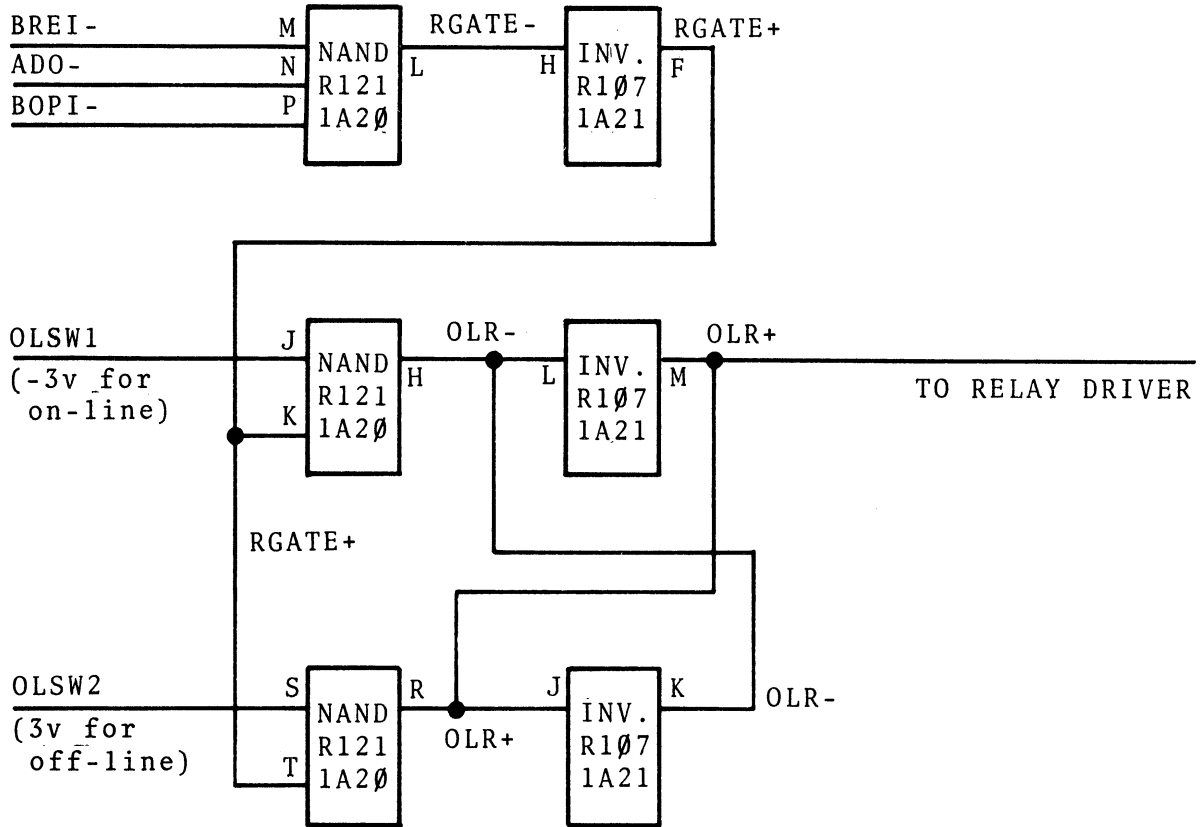 BREI-
M
NAND
R121
1A2Ø
RGATE-
INV.
R1Ø7
1A21
RGATE+
ADO-
N
L
H
F
BOPI-
P
OLSW1
(-3v for
on-line)
J
NAND
R121
1A2Ø
K
H
OLR-
L
INV.
R1Ø7
1A21
M
OLR+
TO RELAY DRIVER
RGATE+
OLSW2
(3v for
off-line)
S
NAND
R121
1A2Ø
T
R
OLR+
J
INV.
R1Ø7
1A21
K
OLR-